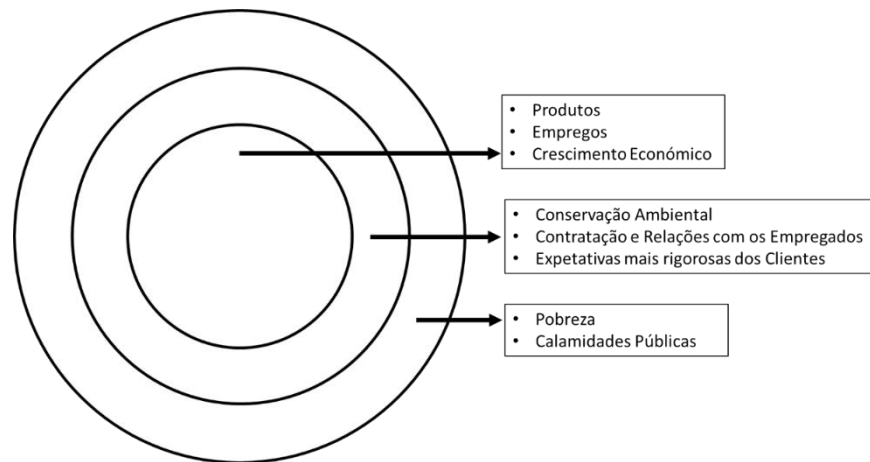 • Produtos
• Empregos
• Crescimento Económico
• Conservação Ambiental
• Contratação e Relações com os Empregados
• Expetativas mais rigorosas dos Clientes
• Pobreza
• Calamidades Públicas